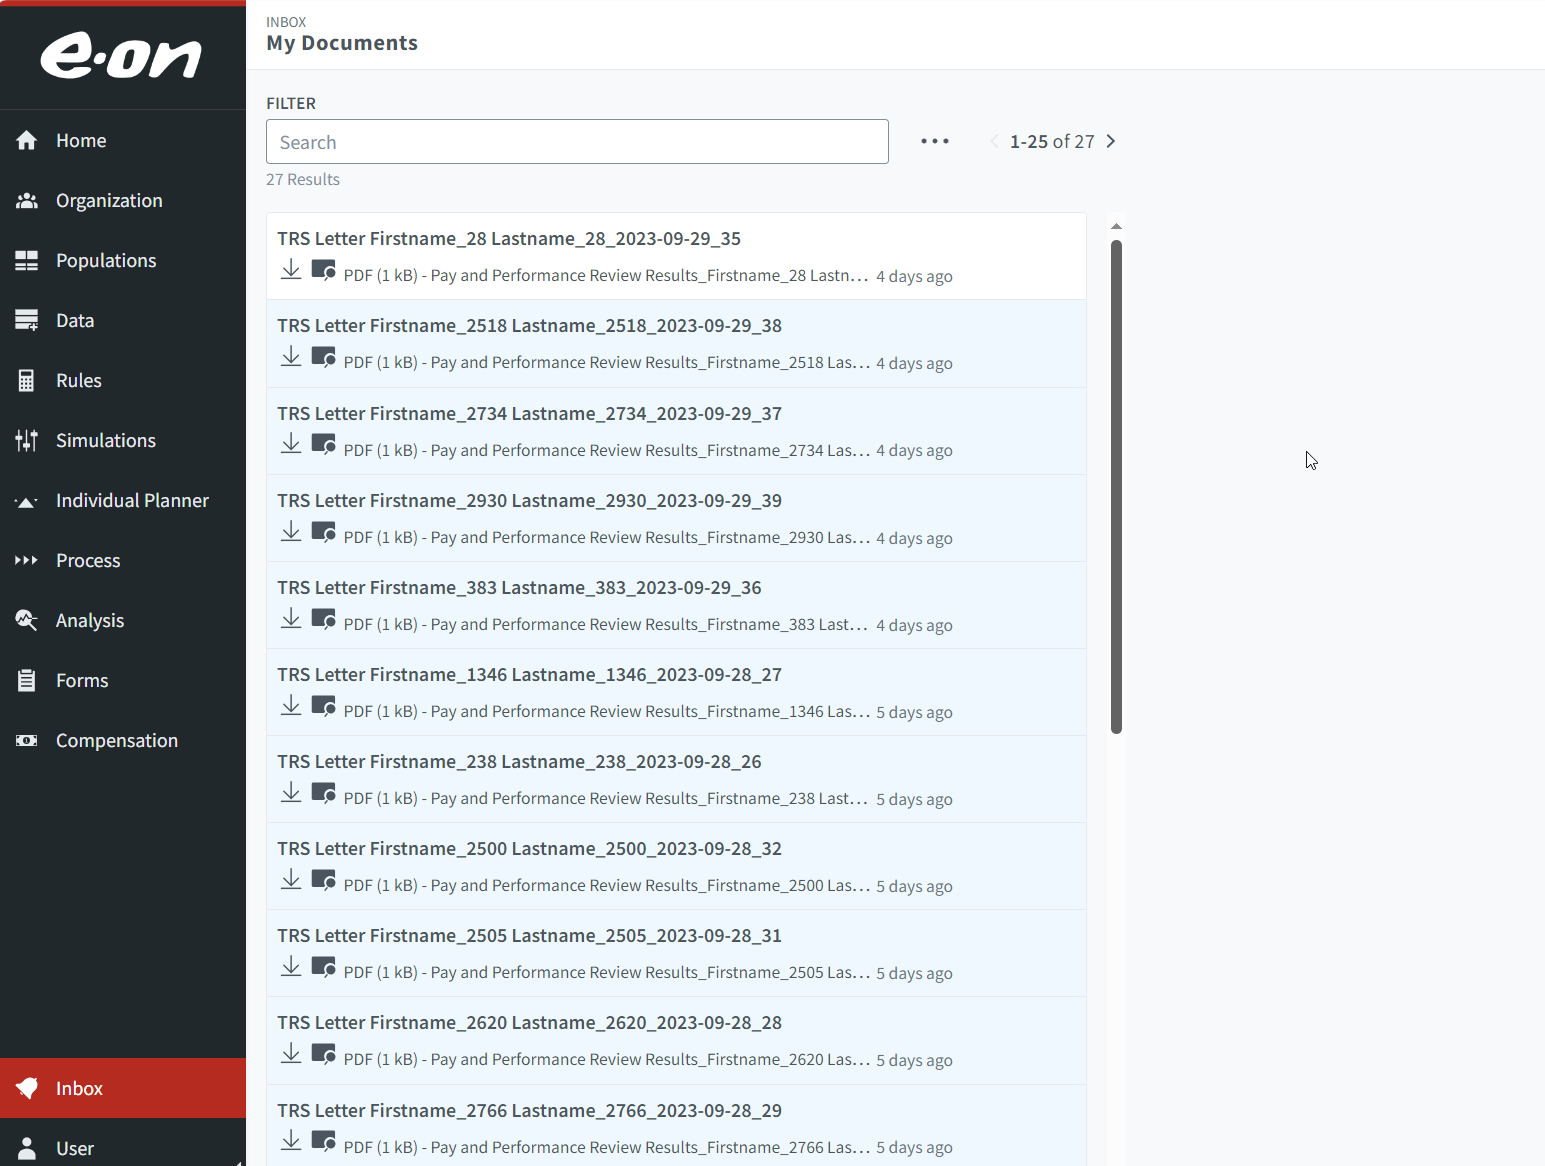 e·on
Home
Organization
Populations
Data
Rules
Simulations
Individual Planner
Process
Analysis
Forms
Compensation
Inbox
User
INBOX
My Documents
FILTER
Search
1-25 of 27
27 Results
TRS Letter Firstname_28 Lastname_28_2023-09-29_35
PDF (1 kB) - Pay and Performance Review Results_Firstname_28 Lastn... 4 days ago
TRS Letter Firstname_2518 Lastname_2518_2023-09-29_38
PDF (1 kB) - Pay and Performance Review Results_Firstname_2518 Las... 4 days ago
TRS Letter Firstname_2734 Lastname_2734_2023-09-29_37
PDF (1 kB) - Pay and Performance Review Results_Firstname_2734 Las... 4 days ago
TRS Letter Firstname_2930 Lastname_2930_2023-09-29_39
PDF (1 kB) - Pay and Performance Review Results_Firstname_2930 Las... 4 days ago
TRS Letter Firstname_383 Lastname_383_2023-09-29_36
PDF (1 kB) - Pay and Performance Review Results_Firstname_383 Last... 4 days ago
TRS Letter Firstname_1346 Lastname_1346_2023-09-28_27
PDF (1 kB) - Pay and Performance Review Results_Firstname_1346 Las... 5 days ago
TRS Letter Firstname_238 Lastname_238_2023-09-28_26
PDF (1 kB) - Pay and Performance Review Results_Firstname_238 Last... 5 days ago
TRS Letter Firstname_2500 Lastname_2500_2023-09-28_32
PDF (1 kB) - Pay and Performance Review Results_Firstname_2500 Las... 5 days ago
TRS Letter Firstname_2505 Lastname_2505_2023-09-28_31
PDF (1 kB) - Pay and Performance Review Results_Firstname_2505 Las... 5 days ago
TRS Letter Firstname_2620 Lastname_2620_2023-09-28_28
PDF (1 kB) - Pay and Performance Review Results_Firstname_2620 Las... 5 days ago
TRS Letter Firstname_2766 Lastname_2766_2023-09-28_29
PDF (1 kB) - Pay and Performance Review Results_Firstname_2766 Las... 5 days ago